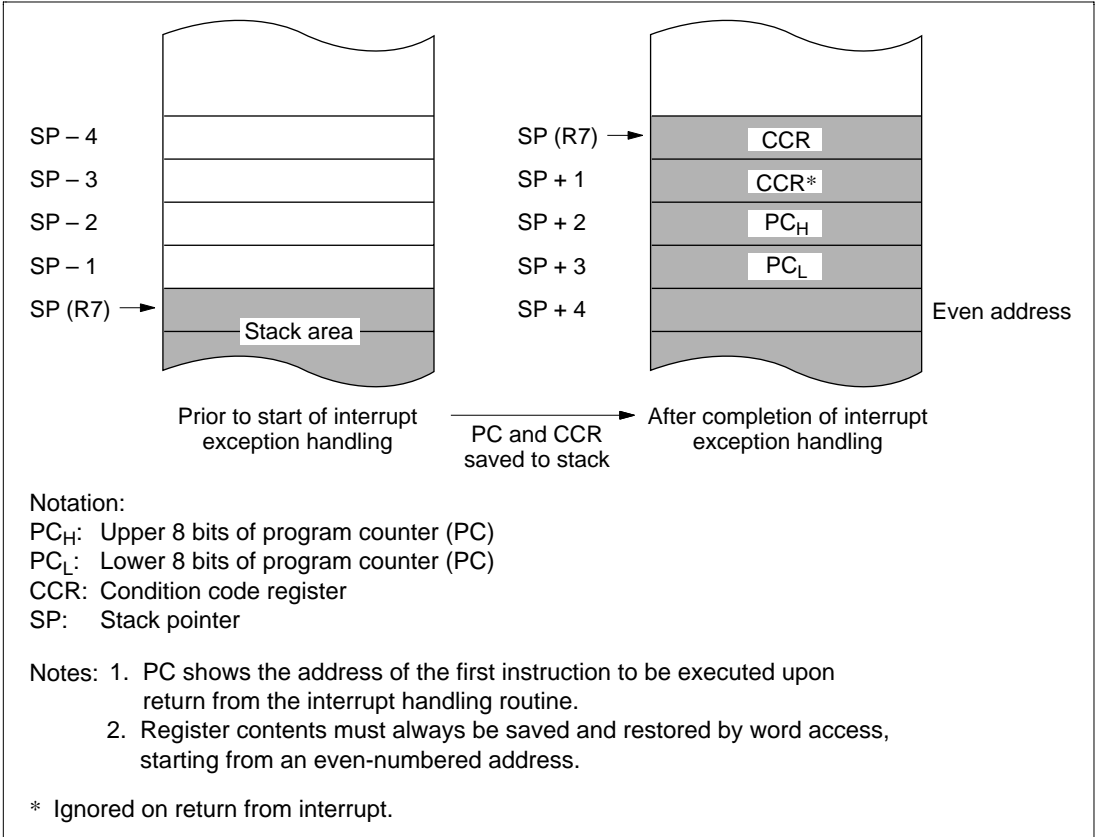 SP – 4
SP – 3
SP – 2
SP – 1
SP (R7)
Stack area
SP (R7)
SP + 1
SP + 2
SP + 3
SP + 4
CCR
CCR*
PCH
PCL
Even address
Prior to start of interrupt
exception handling
PC and CCR
saved to stack
After completion of interrupt
exception handling
Notation:
PCH: Upper 8 bits of program counter (PC)
PCL: Lower 8 bits of program counter (PC)
CCR: Condition code register
SP: Stack pointer
Notes: 1. PC shows the address of the first instruction to be executed upon
return from the interrupt handling routine.
2. Register contents must always be saved and restored by word access,
starting from an even-numbered address.
* Ignored on return from interrupt.